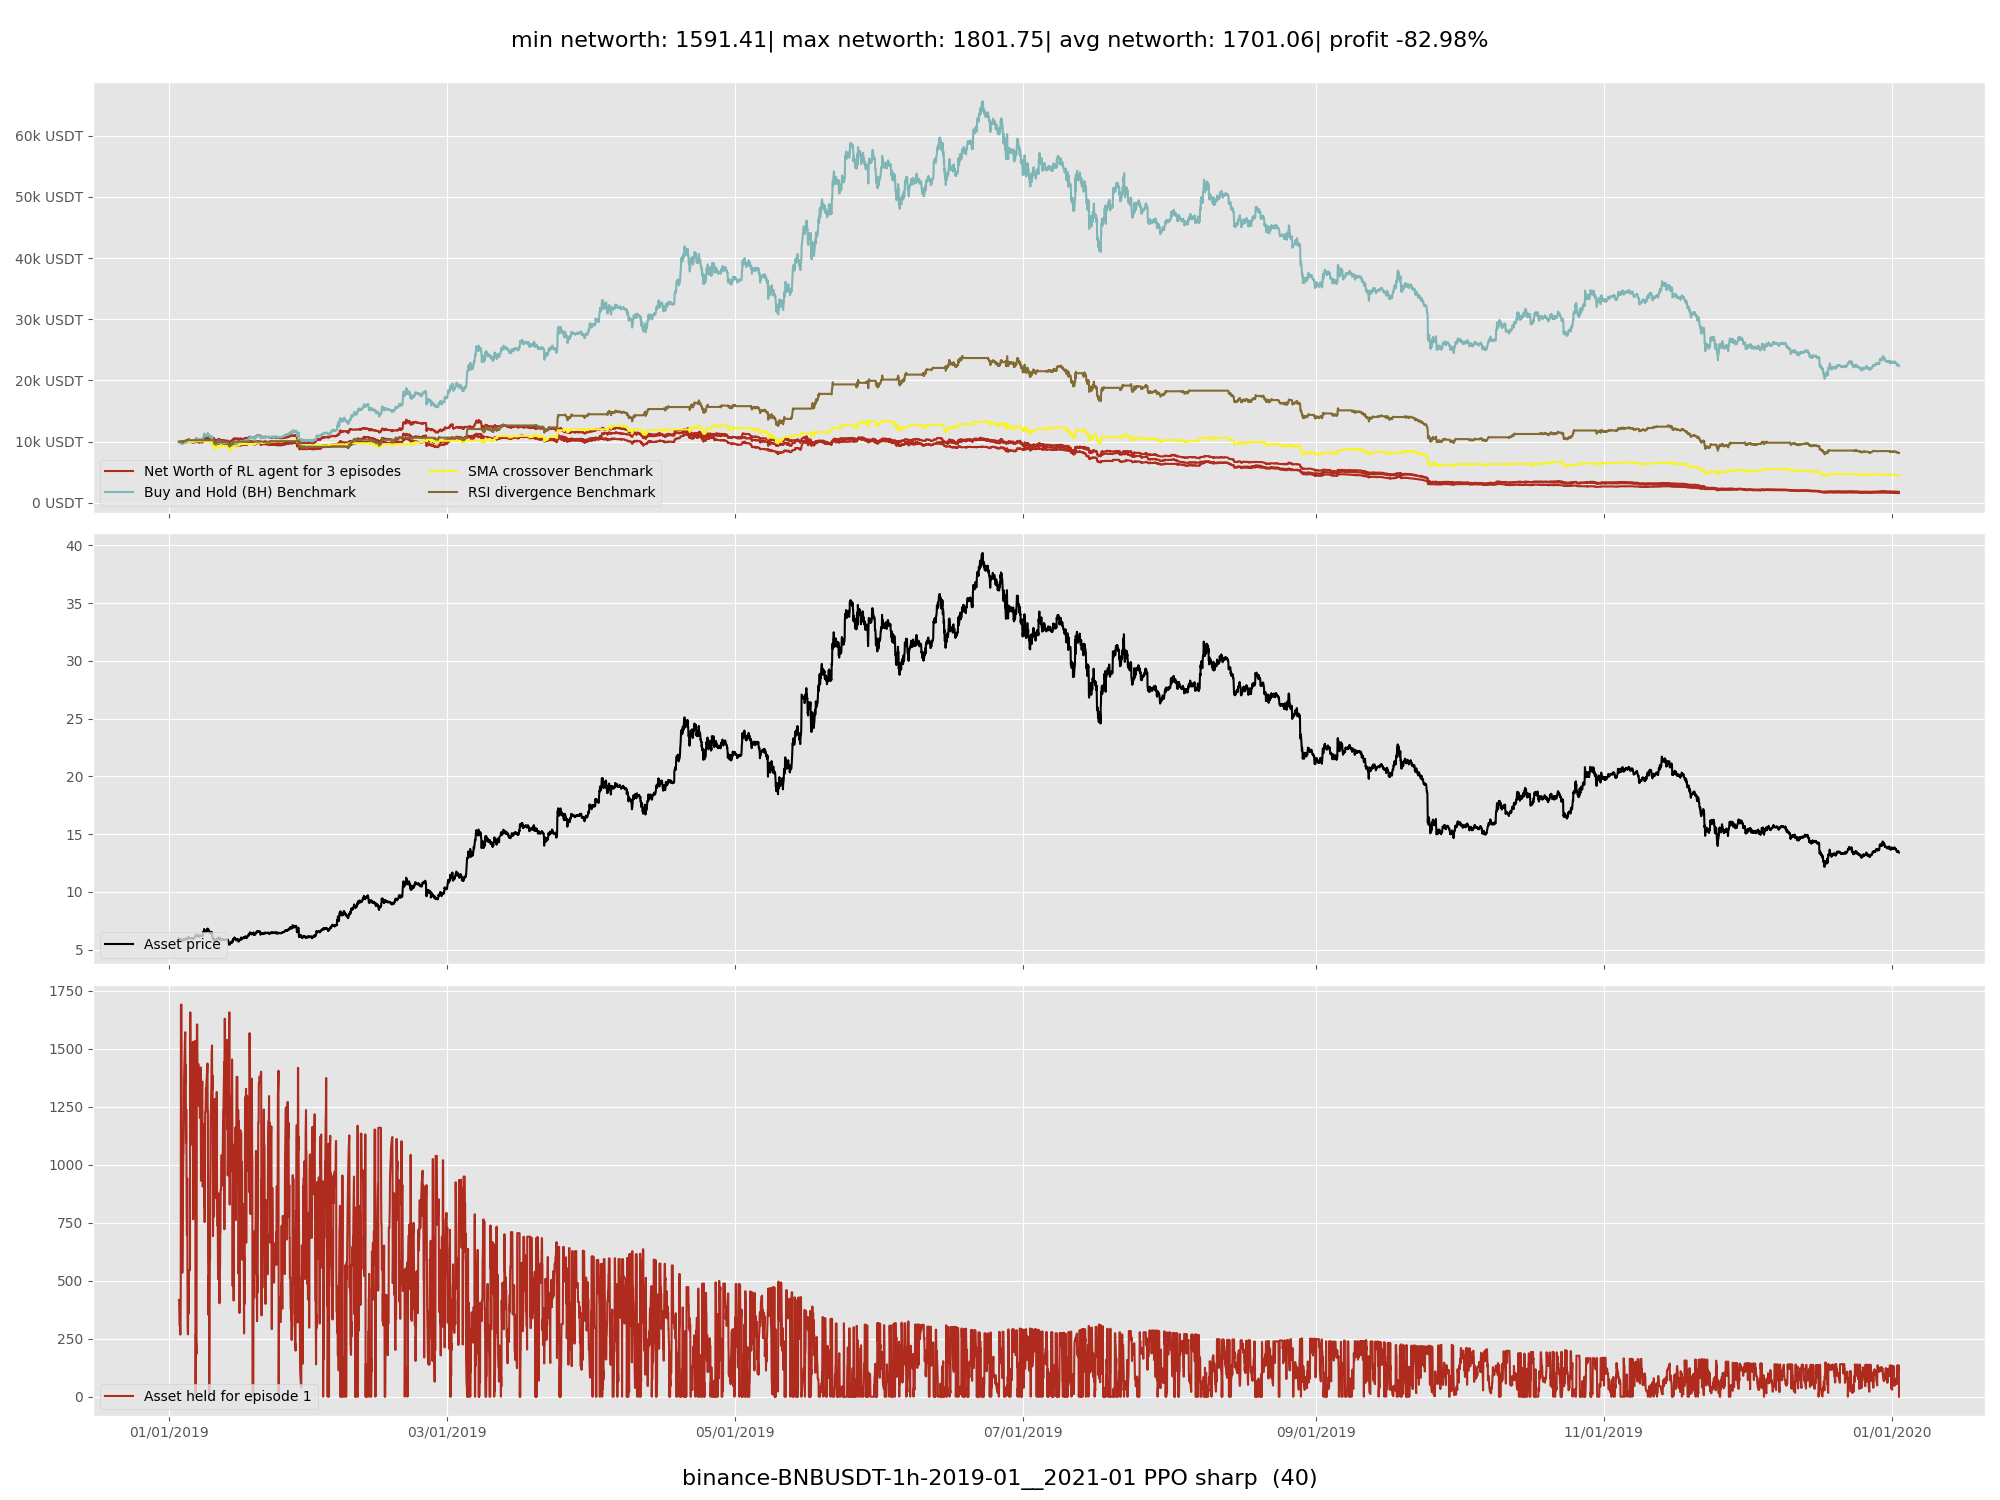 min networth: 1591.41| max networth: 1801.75| avg networth: 1701.06| profit -82.98%
60k USDT
50k USDT
40k USDT
30k USDT
20k USDT
10k USDT
0 USDT
Net Worth of RL agent for 3 episodes
Buy and Hold (BH) Benchmark
SMA crossover Benchmark
RSI divergence Benchmark
40
35
30
25
20
15
10
5
Asset price
1750
1500
1250
1000
750
500
250
0
Asset held for episode 1
01/01/2019
03/01/2019
05/01/2019
07/01/2019
09/01/2019
11/01/2019
01/01/2020
binance-BNBUSDT-1h-2019-01__2021-01 PPO sharp  (40)